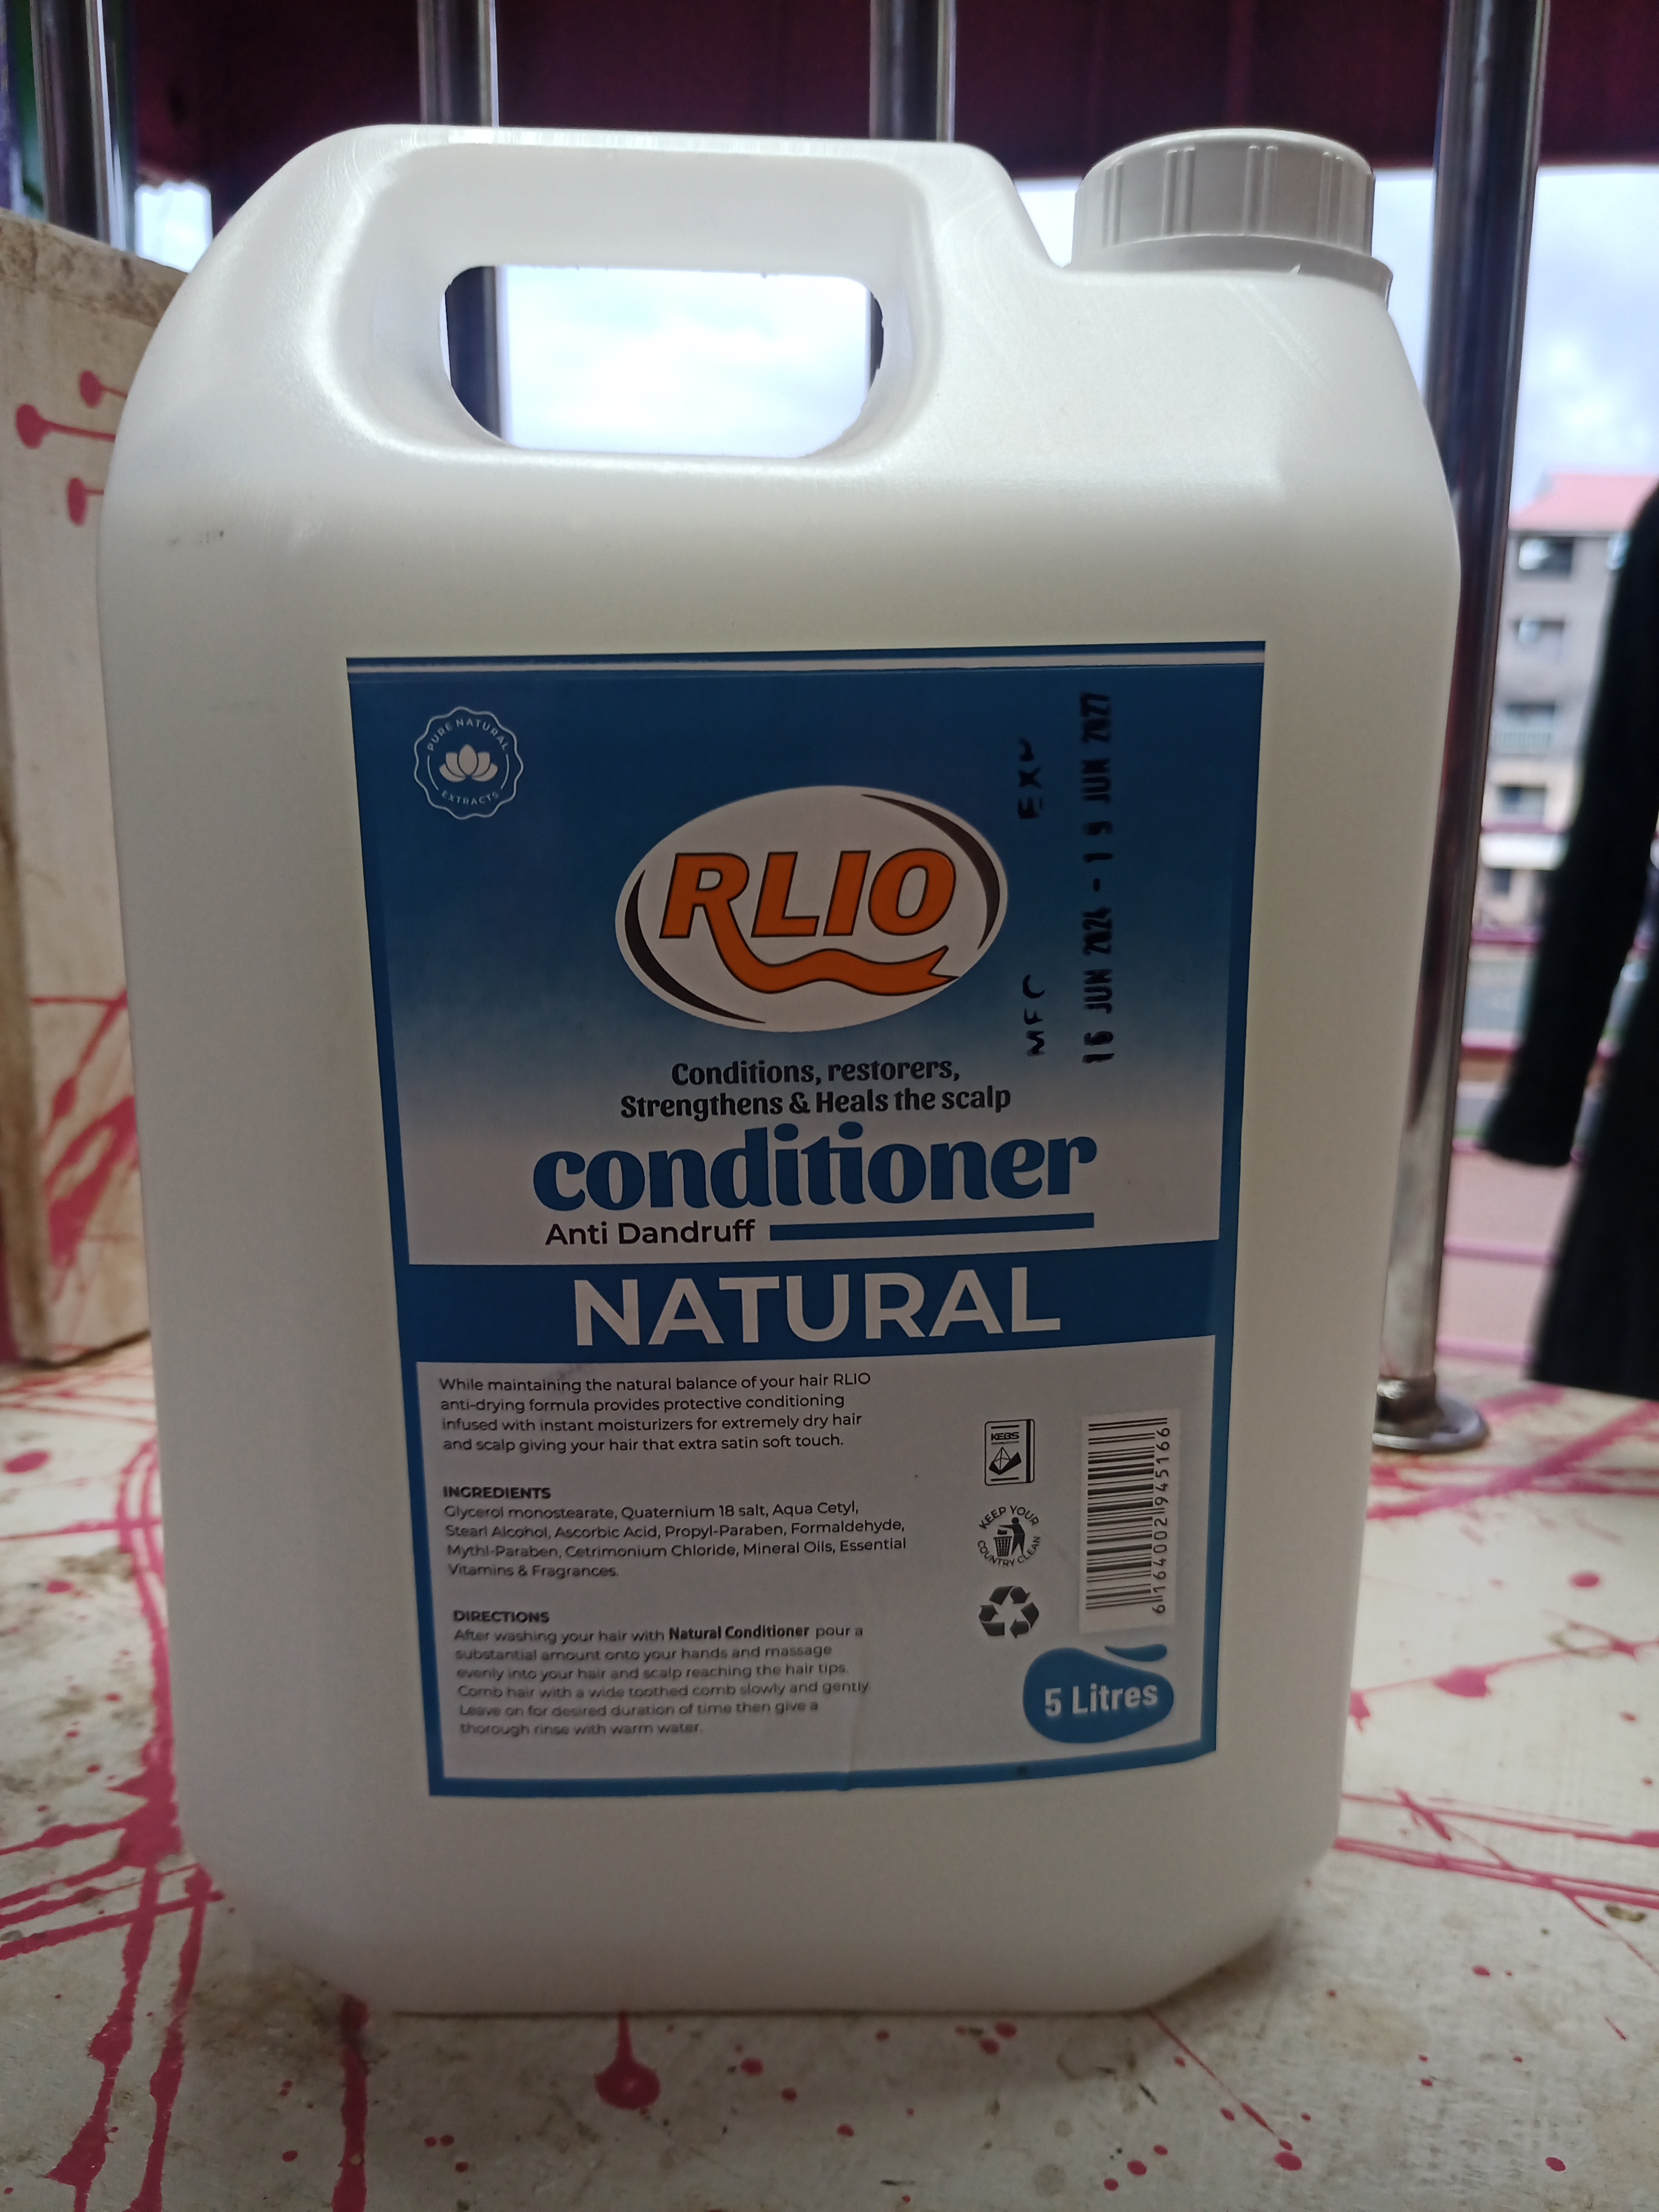 PURE NATURAL
EXTRACTS
RLIO
MFG EXP
16 JUN 2024 - 19 JUN 2027
Conditions, restorers,
Strengthens & Heals the scalp
conditioner
Anti Dandruff
NATURAL
While maintaining the natural balance of your hair RLIO
anti-drying formula provides protective conditioning
infused with instant moisturizers for extremely dry hair
and scalp giving your hair that extra satin soft touch.
INGREDIENTS
Glycerol monostearate, Quaternium 18 salt, Aqua Cetyl,
Stearl Alcohol, Ascorbic Acid, Propyl-Paraben, Formaldehyde,
Mythl-Paraben, Cetrimonium Chloride, Mineral Oils, Essential
Vitamins & Fragrances.
DIRECTIONS
After washing your hair with Natural Conditioner pour a
substantial amount onto your hands and massage
evenly into your hair and scalp reaching the hair tips.
Comb hair with a wide toothed comb slowly and gently.
Leave on for desired duration of time then give a
thorough rinse with warm water.
KEBS
KEEP YOUR
COUNTRY CLEAN
6164002945166
5 Litres